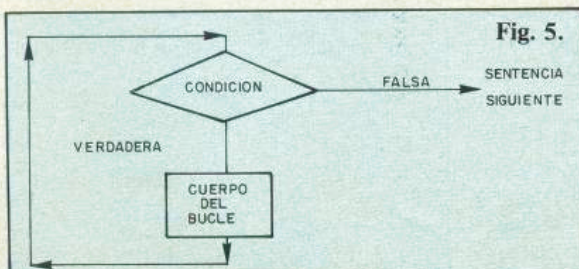 Fig. 5.
CONDICION
FALSA
SENTENCIA
SIGUIENTE
VERDADERA
CUERPO
DEL
BUCLE